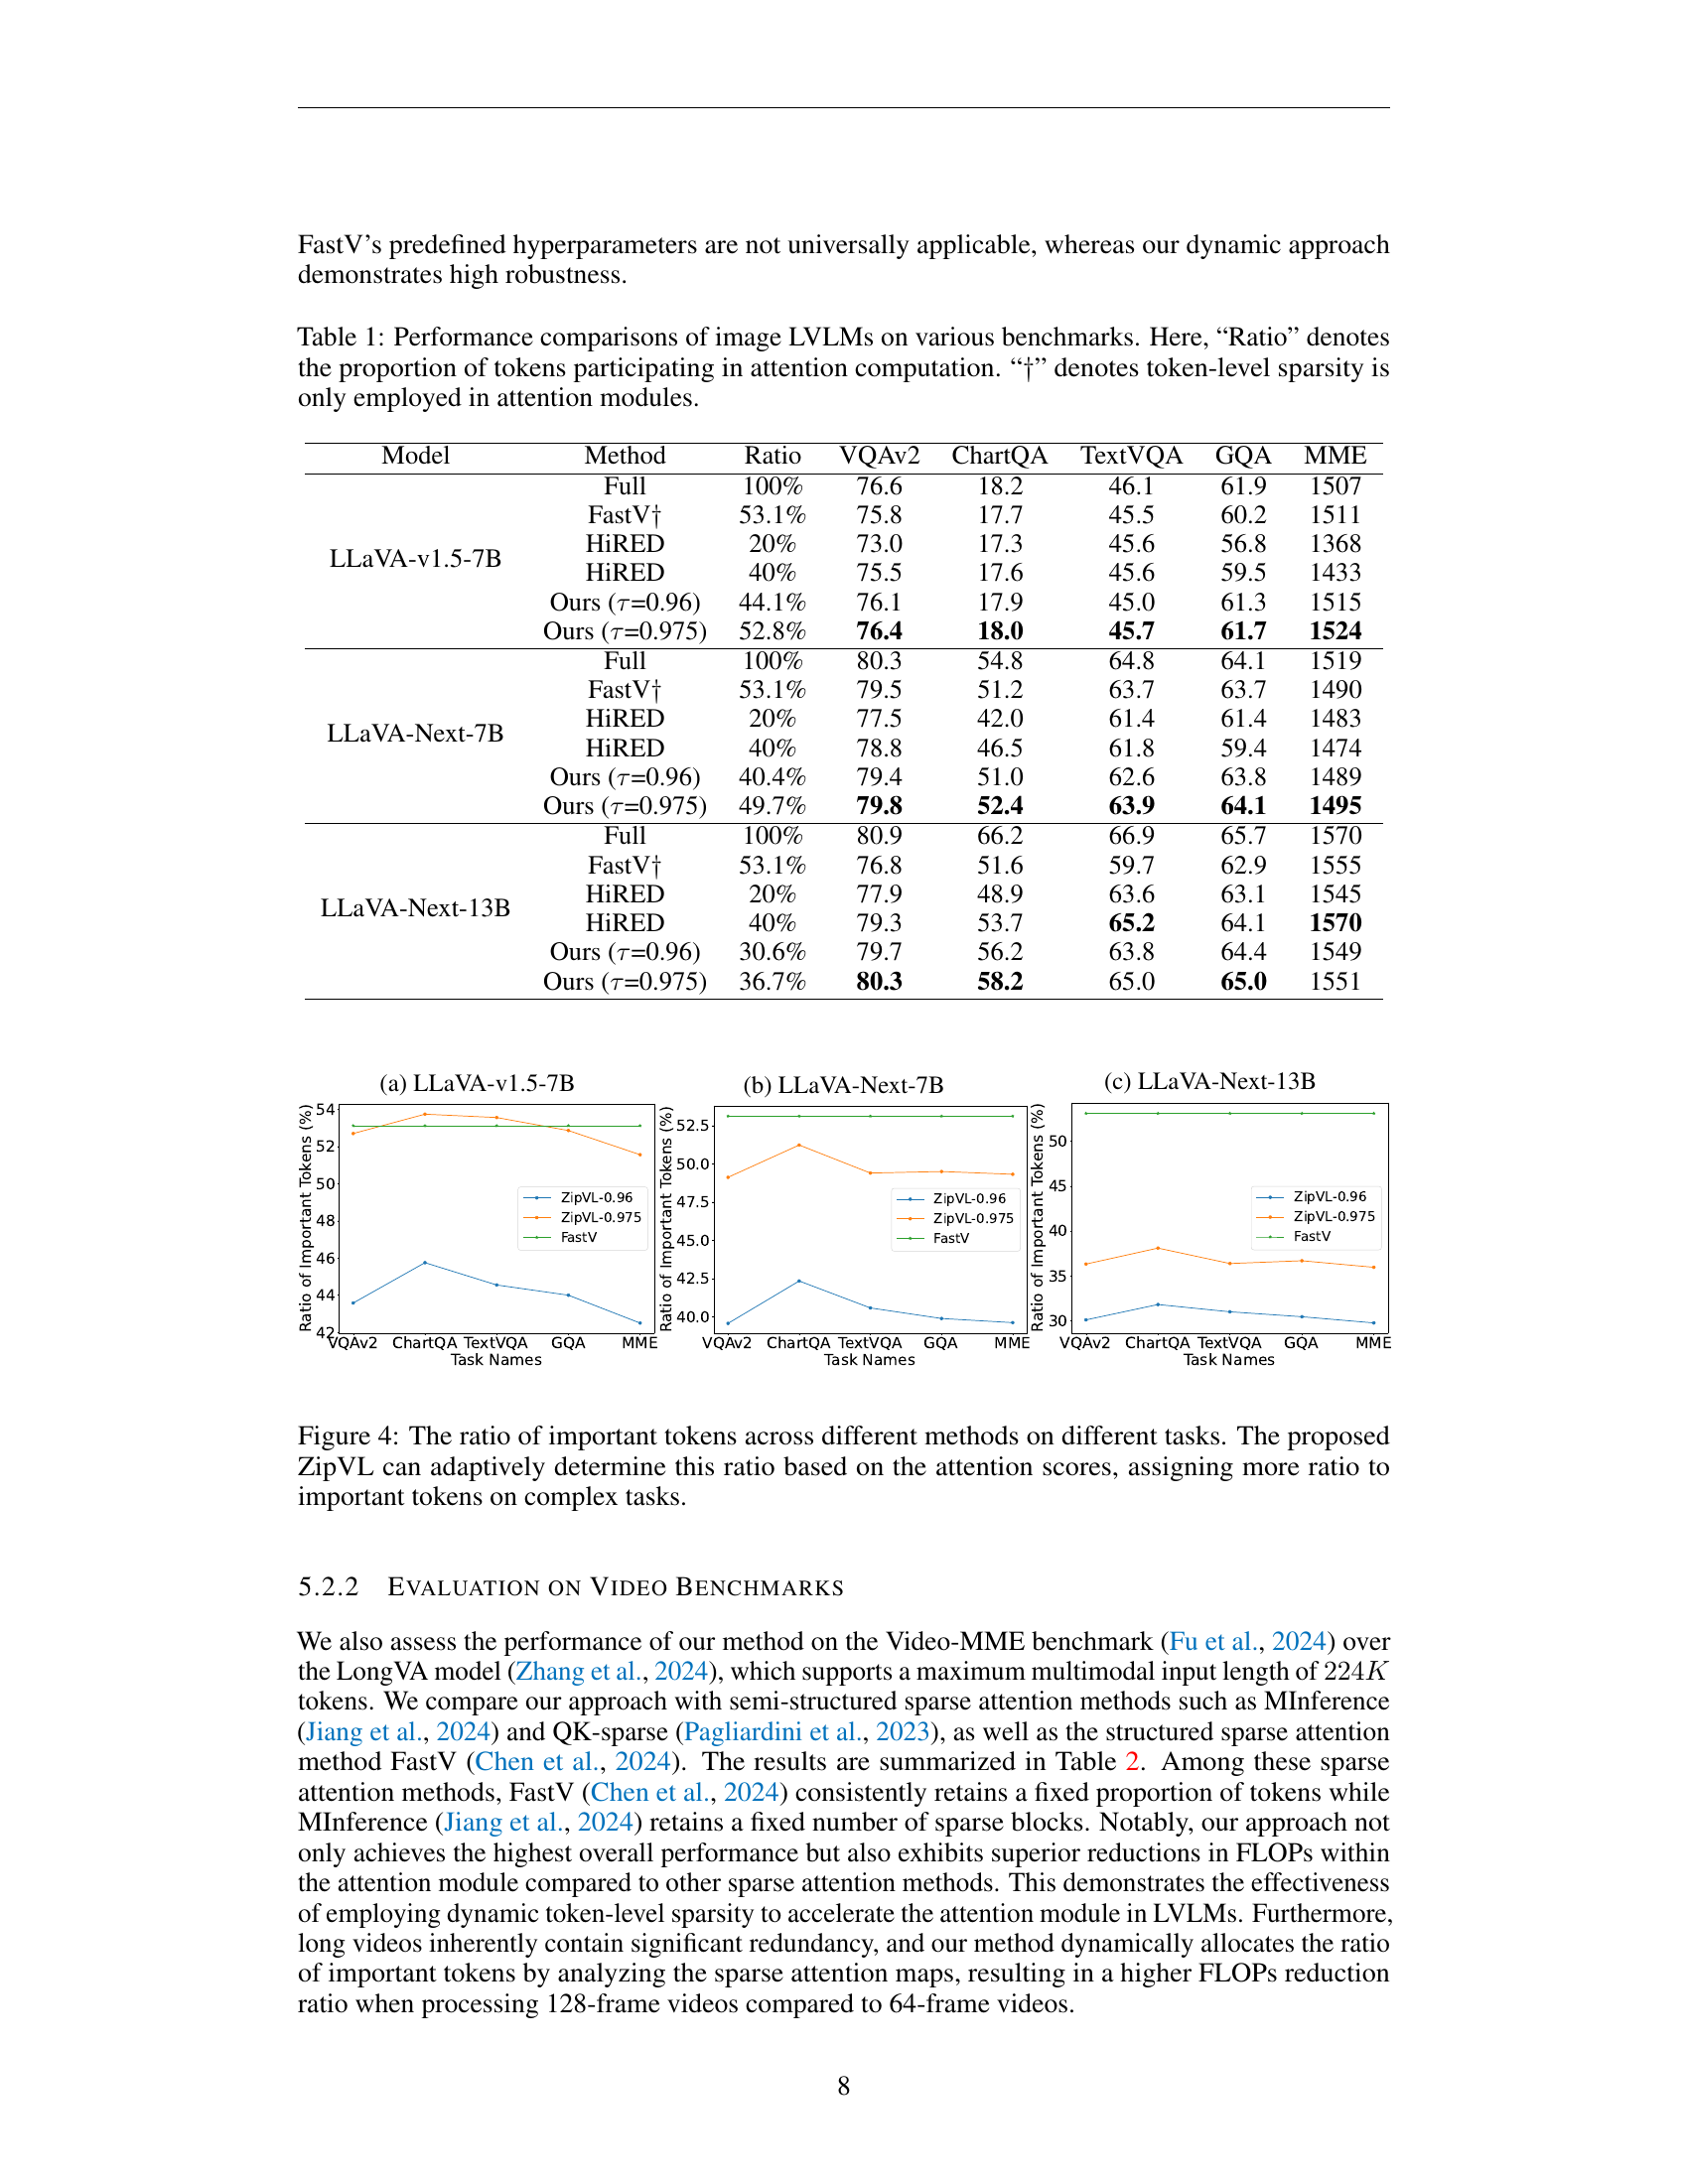 FastV’s predefined hyperparameters are not universally applicable, whereas our dynamic approach
demonstrates high robustness.
Table 1: Performance comparisons of image LVLMs on various benchmarks. Here, “Ratio” denotes
the proportion of tokens participating in attention computation. “†” denotes token-level sparsity is
only employed in attention modules.
Model Method Ratio VQAv2 ChartQA TextVQA GQA MME
LLaVA-v1.5-7B
Full 100% 76.6 18.2 46.1 61.9 1507
FastV† 53.1% 75.8 17.7 45.5 60.2 1511
HiRED 20% 73.0 17.3 45.6 56.8 1368
HiRED 40% 75.5 17.6 45.6 59.5 1433
Ours (τ=0.96) 44.1% 76.1 17.9 45.0 61.3 1515
Ours (τ=0.975) 52.8% 76.4 18.0 45.7 61.7 1524
LLaVA-Next-7B
Full 100% 80.3 54.8 64.8 64.1 1519
FastV† 53.1% 79.5 51.2 63.7 63.7 1490
HiRED 20% 77.5 42.0 61.4 61.4 1483
HiRED 40% 78.8 46.5 61.8 59.4 1474
Ours (τ=0.96) 40.4% 79.4 51.0 62.6 63.8 1489
Ours (τ=0.975) 49.7% 79.8 52.4 63.9 64.1 1495
LLaVA-Next-13B
Full 100% 80.9 66.2 66.9 65.7 1570
FastV† 53.1% 76.8 51.6 59.7 62.9 1555
HiRED 20% 77.9 48.9 63.6 63.1 1545
HiRED 40% 79.3 53.7 65.2 64.1 1570
Ours (τ=0.96) 30.6% 79.7 56.2 63.8 64.4 1549
Ours (τ=0.975) 36.7% 80.3 58.2 65.0 65.0 1551
(a) LLaVA-v1.5-7B
Ratio of Important Tokens (%)
54
52
50
48
46
44
42
ZipVL-0.96
ZipVL-0.975
FastV
VQAv2 ChartQA TextVQA GQA MME
Task Names
(b) LLaVA-Next-7B
Ratio of Important Tokens (%)
52.5
50.0
47.5
45.0
42.5
40.0
ZipVL-0.96
ZipVL-0.975
FastV
VQAv2 ChartQA TextVQA GQA MME
Task Names
(c) LLaVA-Next-13B
Ratio of Important Tokens (%)
50
45
40
35
30
ZipVL-0.96
ZipVL-0.975
FastV
VQAv2 ChartQA TextVQA GQA MME
Task Names
Figure 4: The ratio of important tokens across different methods on different tasks. The proposed
ZipVL can adaptively determine this ratio based on the attention scores, assigning more ratio to
important tokens on complex tasks.
5.2.2 EVALUATION ON VIDEO BENCHMARKS
We also assess the performance of our method on the Video-MME benchmark (Fu et al., 2024) over
the LongVA model (Zhang et al., 2024), which supports a maximum multimodal input length of 224K
tokens. We compare our approach with semi-structured sparse attention methods such as MInference
(Jiang et al., 2024) and QK-sparse (Pagliardini et al., 2023), as well as the structured sparse attention
method FastV (Chen et al., 2024). The results are summarized in Table 2. Among these sparse
attention methods, FastV (Chen et al., 2024) consistently retains a fixed proportion of tokens while
MInference (Jiang et al., 2024) retains a fixed number of sparse blocks. Notably, our approach not
only achieves the highest overall performance but also exhibits superior reductions in FLOPs within
the attention module compared to other sparse attention methods. This demonstrates the effectiveness
of employing dynamic token-level sparsity to accelerate the attention module in LVLMs. Furthermore,
long videos inherently contain significant redundancy, and our method dynamically allocates the ratio
of important tokens by analyzing the sparse attention maps, resulting in a higher FLOPs reduction
ratio when processing 128-frame videos compared to 64-frame videos.
8